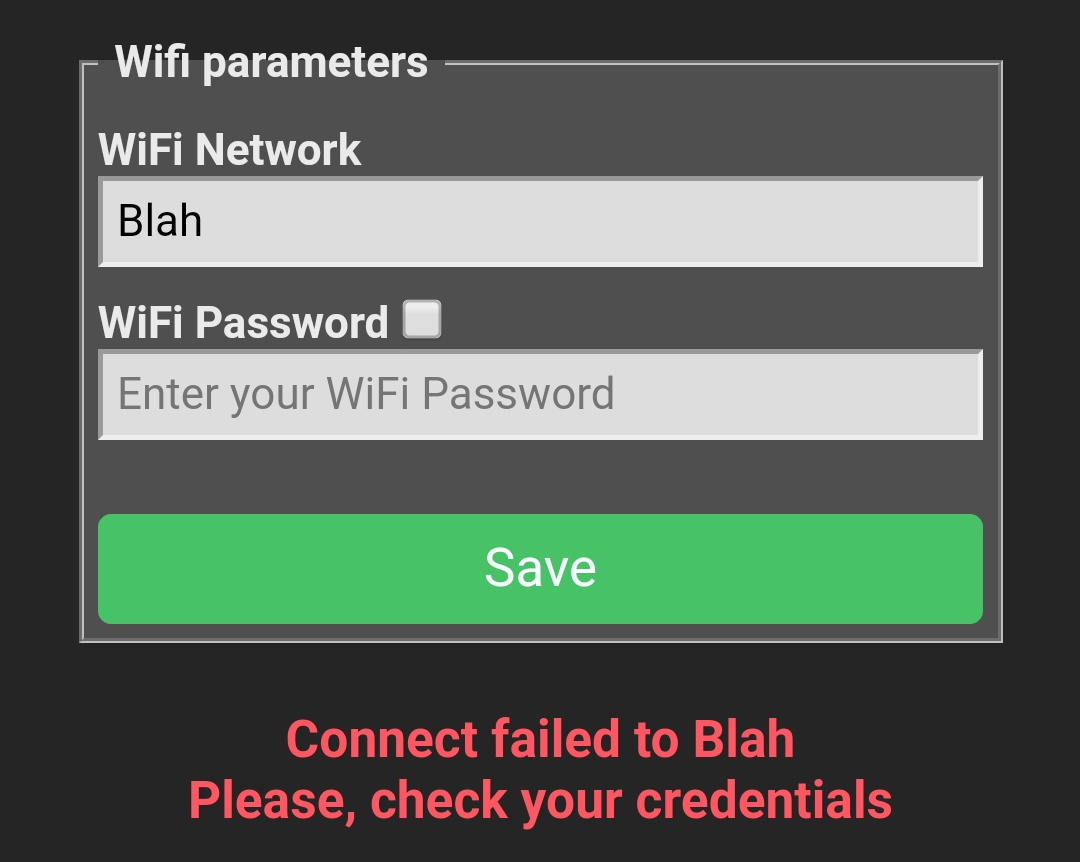 Wifi parameters
WiFi Network
Blah
WiFi Password
Enter your WiFi Password
Save
Connect failed to Blah
Please, check your credentials